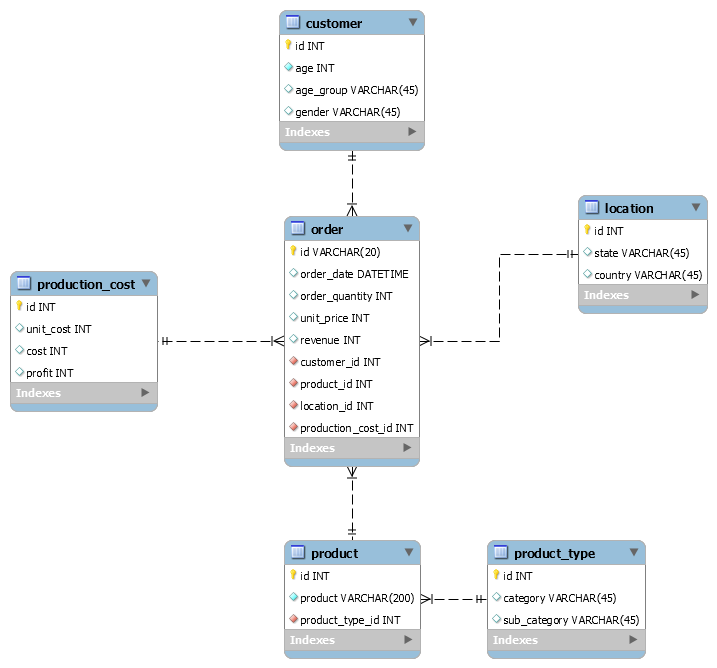 customer
id INT
age INT
age_group VARCHAR(45)
gender VARCHAR(45)
Indexes
order
id VARCHAR(20)
order_date DATETIME
order_quantity INT
unit_price INT
revenue INT
customer_id INT
product_id INT
location_id INT
production_cost_id INT
Indexes
location
id INT
state VARCHAR(45)
country VARCHAR(45)
Indexes
production_cost
id INT
unit_cost INT
cost INT
profit INT
Indexes
product
id INT
product VARCHAR(200)
product_type_id INT
Indexes
product_type
id INT
category VARCHAR(45)
sub_category VARCHAR(45)
Indexes